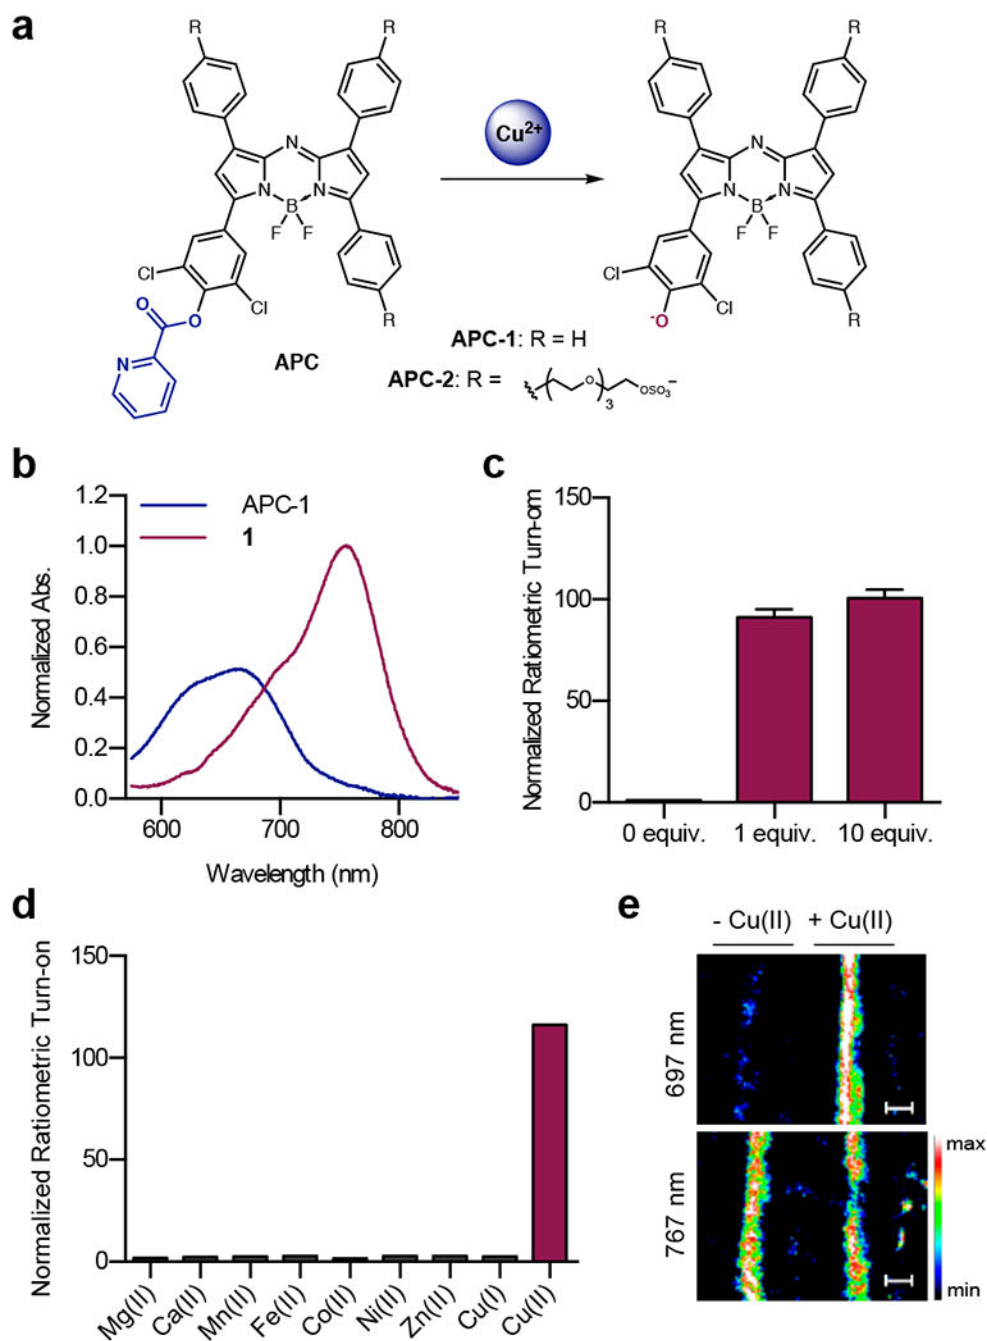 a
R
R
R
R
N
N
Cu2+
N
N
N
N
B
B
F F
F F
Cl
Cl
Cl
Cl
O
O
-O
N
R
R
APC
APC-1: R = H
APC-2: R =
O
3
OSO3−
b
APC-1
1
Normalized Abs.
1.2
1.0
0.8
0.6
0.4
0.2
0.0
600
700
800
Wavelength (nm)
c
Normalized Ratiometric Turn-om
150
100
50
0
0 equiv.
1 equiv.
10 equiv.
d
Normalized Ratiometric Turn-on
150
100
50
0
Mg(II)
Ca(II)
Mn(II)
Fe(II)
Co(II)
Ni(II)
Zn(II)
Cu(I)
Cu(II)
e
- Cu(II) + Cu(II)
697 nm
767 nm
max
min